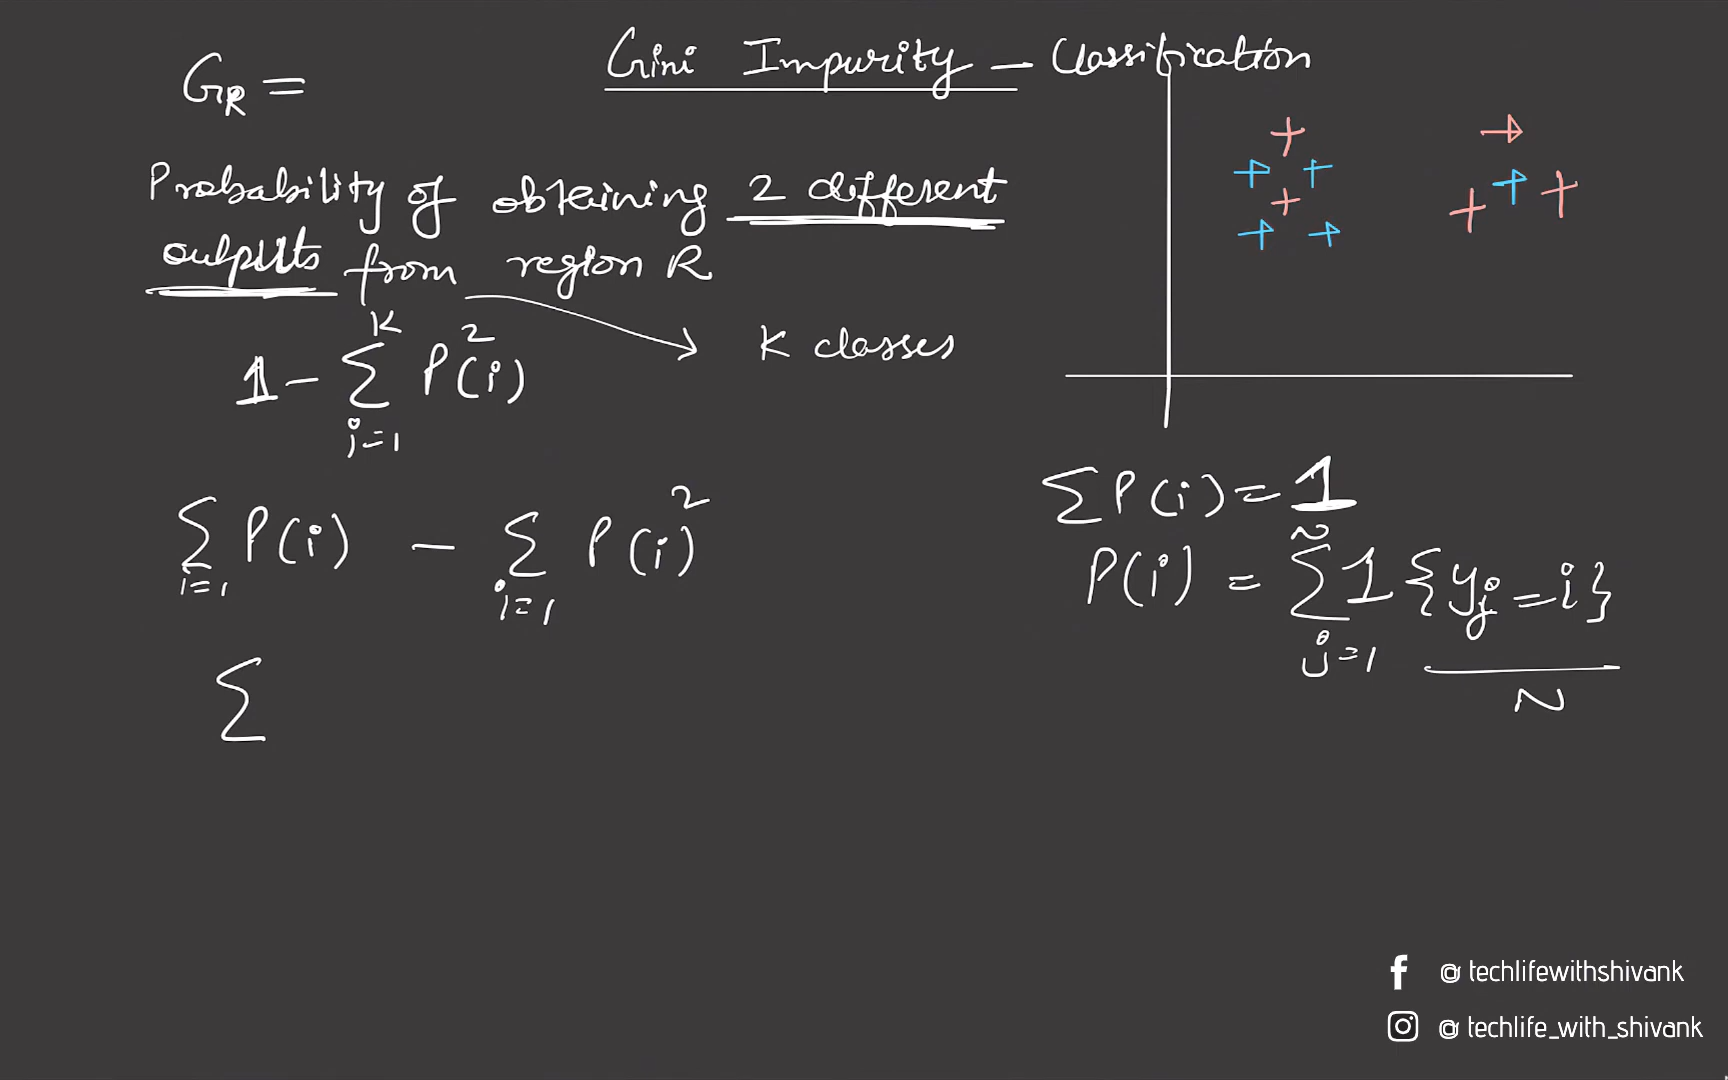 Gini Impurity - Classification
G_R =
Probability of obtaining 2 different
outputs from region R
K classes
1 - Σ_{i=1}^{K} P²(i)
Σ_{i=1} P(i) - Σ_{i=1} P(i)²
Σ
ΣP(i) = 1
P(i) = Σ_{j=1}^{N} 1{y_j = i} / N
@ techlifewithshivank
@ techlife_with_shivank